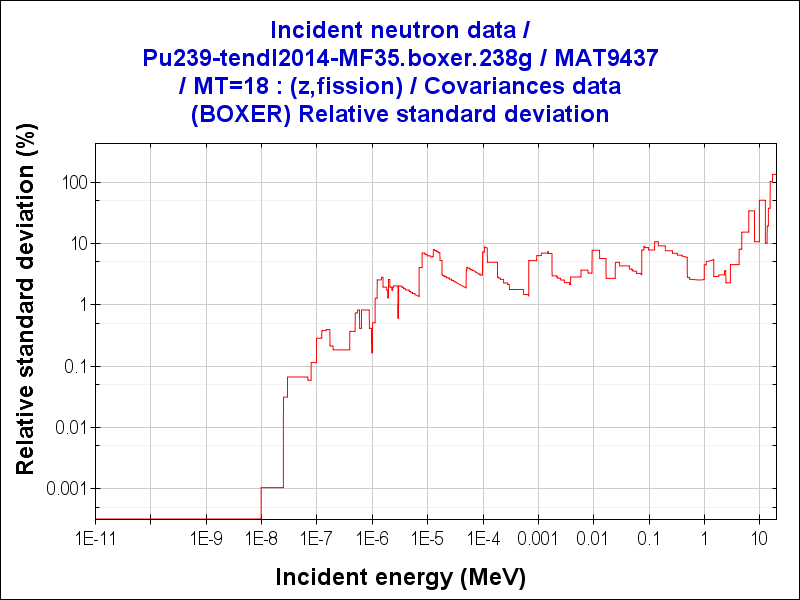 Incident neutron data /
Pu239-tendl2014-MF35.boxer.238g / MAT9437
/ MT=18 : (z,fission) / Covariances data
(BOXER) Relative standard deviation
Relative standard deviation (%)
100
10
1
0.1
0.01
0.001
1E-11
1E-9
1E-8
1E-7
1E-6
1E-5
1E-4
0.001
0.01
0.1
1
10
Incident energy (MeV)